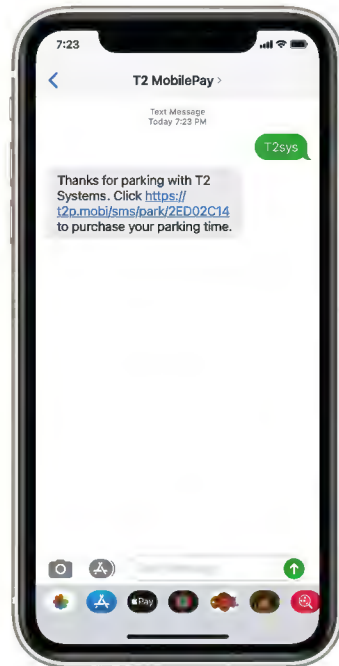 7:23
T2 MobilePay >
Text Message
Today 7:23 PM
T2sys
Thanks for parking with T2
Systems. Click https://
t2p.mobi/sms/park/2ED02C14
to purchase your parking time.
Pay